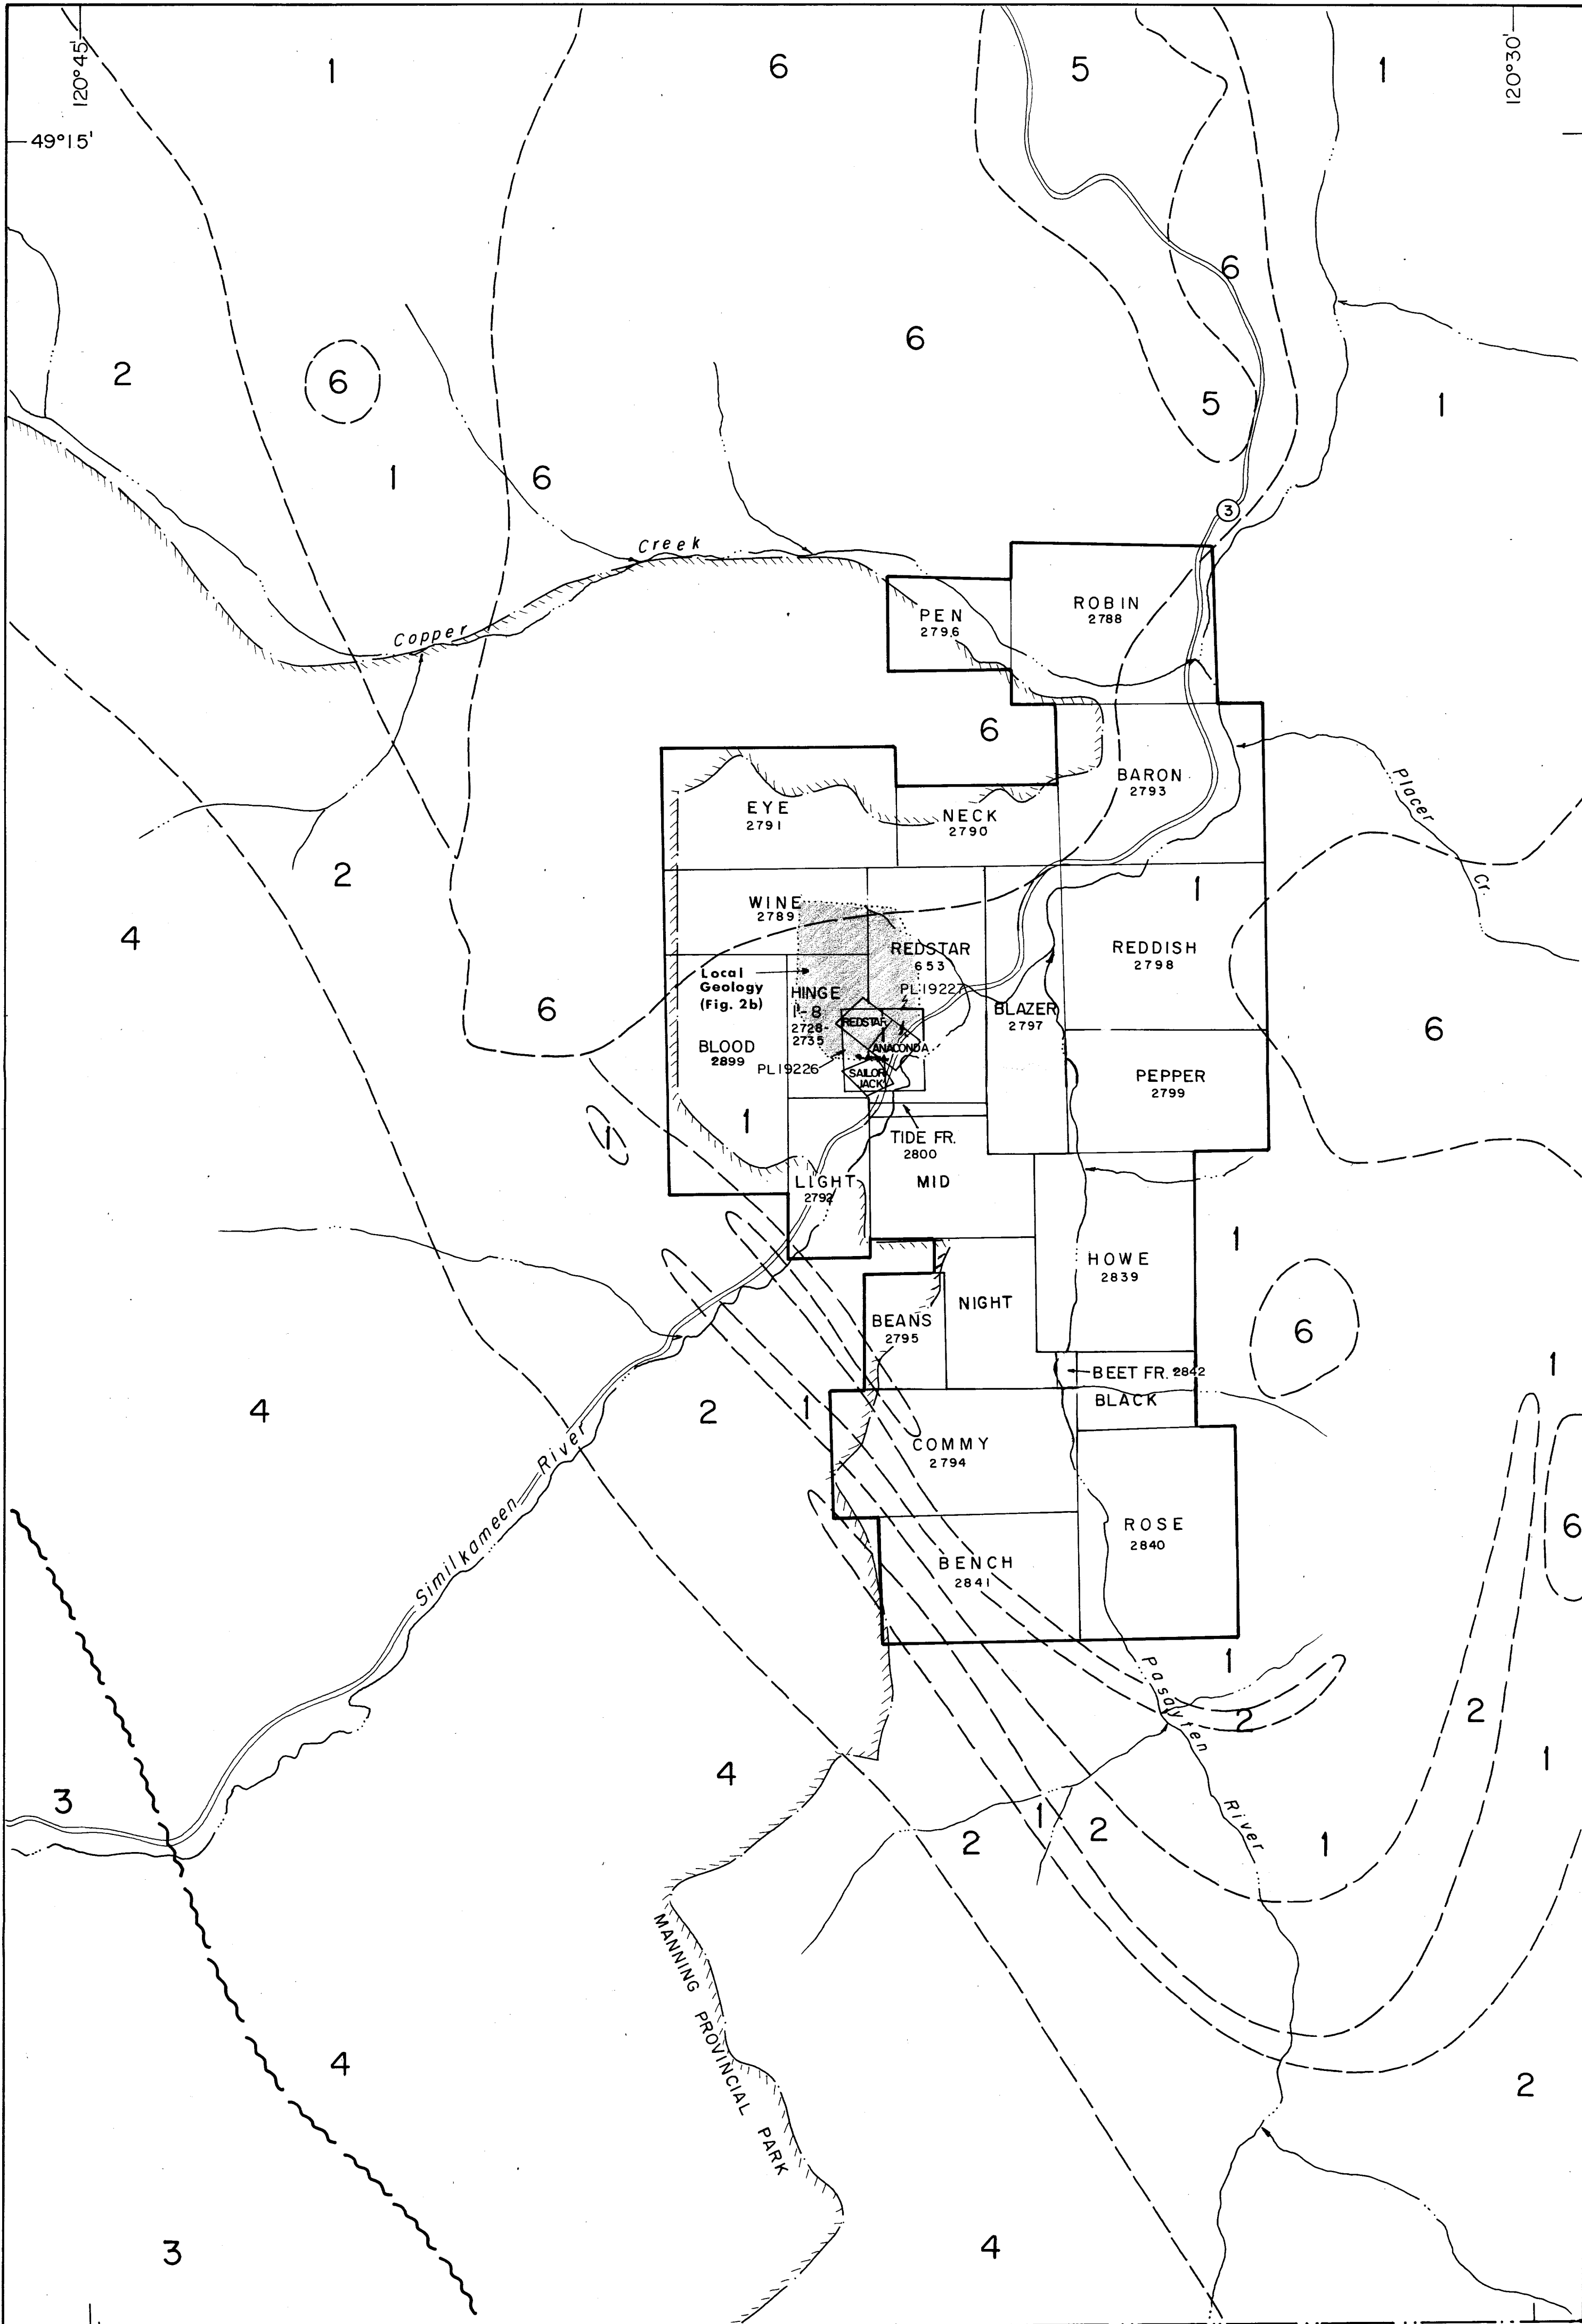 120°45'
1
6
5
1
120°30'
49°15'
6
6
2
6
5
1
1
6
3
Creek
Copper
PEN
2796
ROBIN
2788
6
BARON
2793
Placer
Cr.
EYE
2791
NECK
2790
2
4
WINE
2789
1
REDSTAR
653
REDDISH
2798
Local
Geology
(Fig. 2b)
HINGE
1-8
2728-
2735
PL19227
BLAZER
2797
6
6
REDSTAR
ANACONDA
BLOOD
2899
PL19226
SAILOR
JACK
PEPPER
2799
1
1
TIDE FR.
2800
LIGHT
2792
MID
1
HOWE
2839
NIGHT
BEANS
2795
6
1
BEET FR. 2842
BLACK
4
2
1
COMMY
2794
Similkameen River
ROSE
2840
6
BENCH
2841
1
Pasayten
2
2
4
1
3
1
2
2
River
1
MANNING PROVINCIAL PARK
4
2
3
4